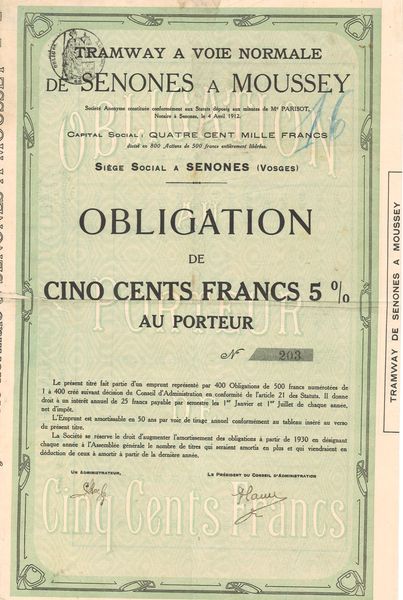 TRAMWAY A VOIE NORMALE
DE SENONES A MOUSSEY
Société Anonyme constituée conformément aux Statuts déposés aux minutes de Me PARISOT,
Notaire à Senones, le 4 Avril 1912.
CAPITAL SOCIAL : QUATRE CENT MILLE FRANCS
divisé en 800 Actions de 500 francs entièrement libérées.
SIÈGE SOCIAL A SENONES (VOSGES)
OBLIGATION
DE
CINQ CENTS FRANCS 5 %
AU PORTEUR
No 203
Le présent titre fait partie d'un emprunt représenté par 400 Obligations de 500 francs numérotées de
1 à 400 créé suivant décision du Conseil d'Administration en conformité de l'article 21 des Statuts. Il donne
droit à un intérêt annuel de 25 francs payable par semestre les 1er Janvier et 1er Juillet de chaque année,
net d'impôt.
L'Emprunt est amortissable en 50 ans par voie de tirage annuel conformément au tableau inséré au verso
du présent titre.
La Société se réserve le droit d'augmenter l'amortissement des obligations à partir de 1930 en désignant
chaque année à l'Assemblée générale le nombre de titres qui seraient amortis en plus et qui viendraient en
déduction de ceux à amortir à partir de la dernière année.
UN ADMINISTRATEUR,
LE PRÉSIDENT DU CONSEIL D'ADMINISTRATION
Cinq Cents Francs
TRAMWAY DE SENONES A MOUSSEY